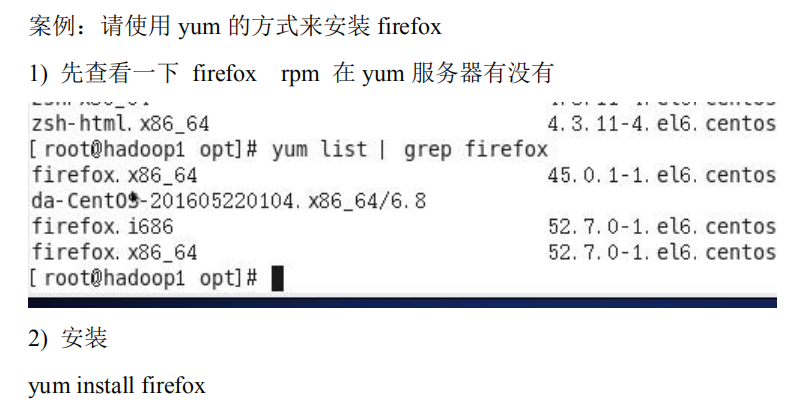 案例：请使用 yum 的方式来安装 firefox
1) 先查看一下 firefox rpm 在 yum 服务器有没有
zsh-html.x86_64 4.3.11-4.el6.centos
[root@hadoop1 opt]# yum list | grep firefox
firefox.x86_64 45.0.1-1.el6.centos
da-CentOS-201605220104.x86_64/6.8
firefox.i686 52.7.0-1.el6.centos
firefox.x86_64 52.7.0-1.el6.centos
[root@hadoop1 opt]#
2) 安装
yum install firefox